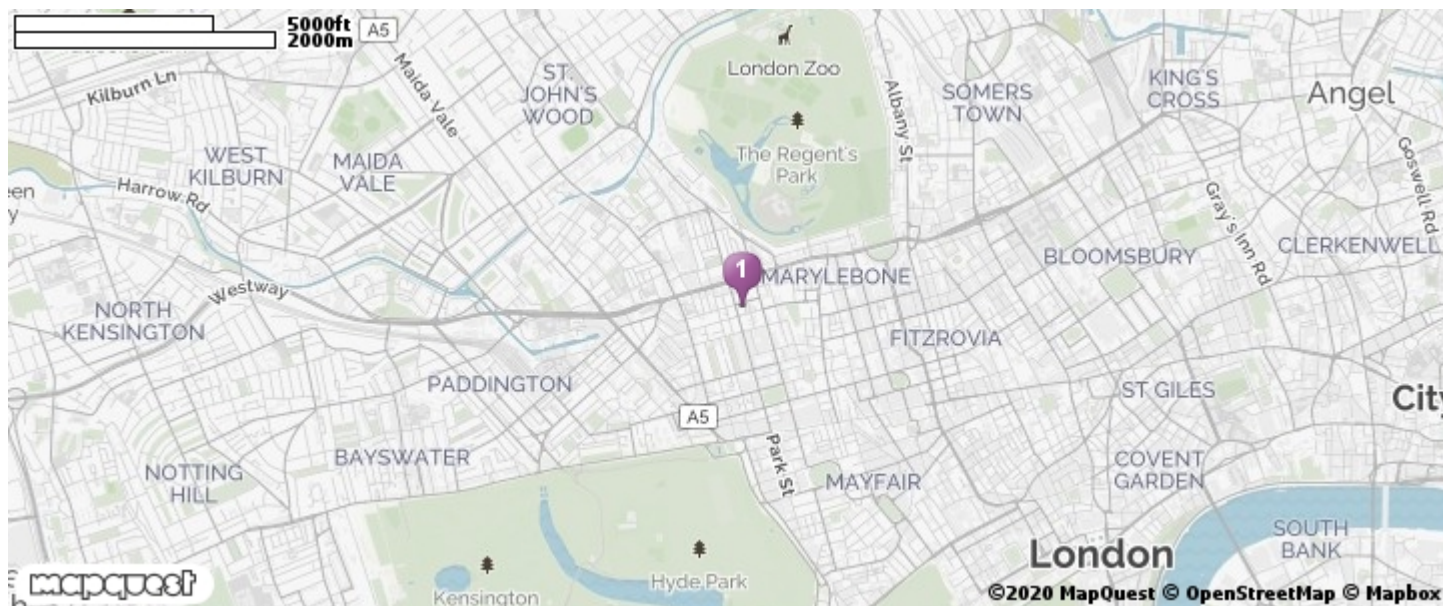 5000ft
2000m
A5
Kilburn Ln
Maida Vale
ST.
JOHN'S
WOOD
London Zoo
Albany St
SOMERS
TOWN
KING'S
CROSS
Angel
WEST
KILBURN
MAIDA
VALE
The Regent's
Park
Goswell Rd
Harrow Rd
Gray's Inn Rd
1
MARYLEBONE
BLOOMSBURY
CLERKENWELL
Westway
NORTH
KENSINGTON
FITZROVIA
PADDINGTON
ST GILES
A5
BAYSWATER
NOTTING
HILL
Park St
MAYFAIR
COVENT
GARDEN
SOUTH
BANK
London
mapquest
Kensington
Hyde Park
©2020 MapQuest © OpenStreetMap © Mapbox